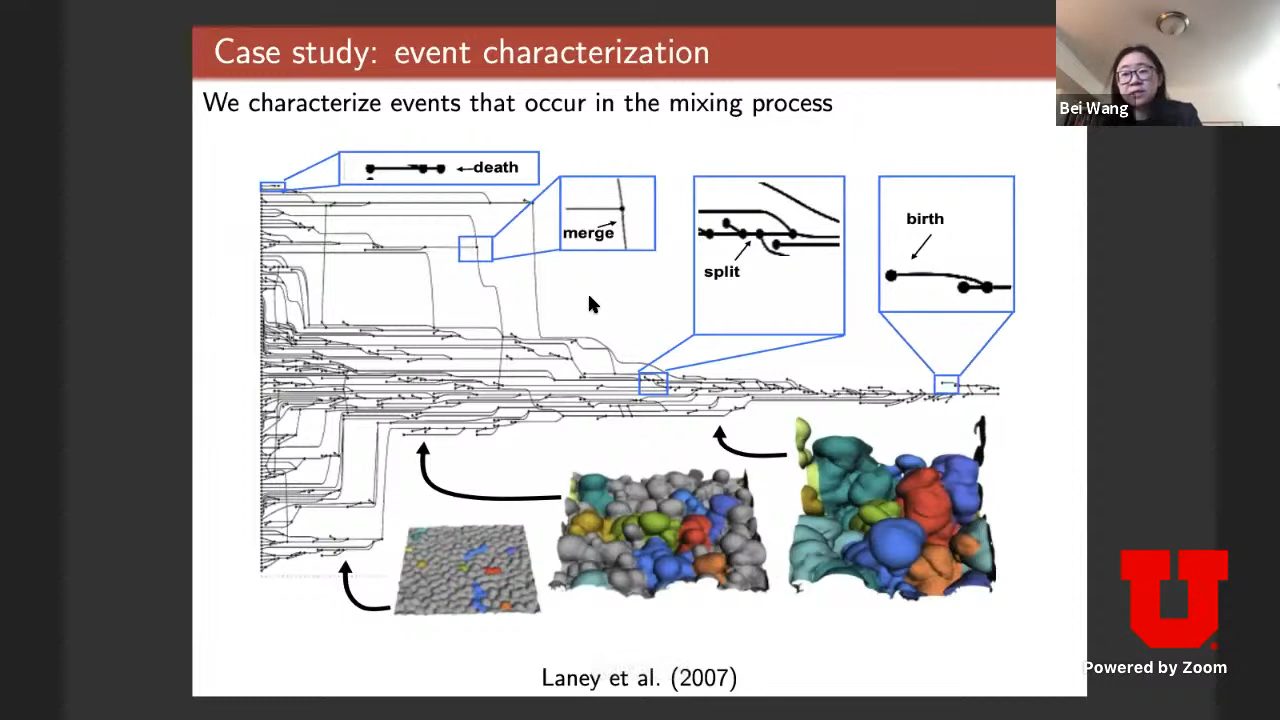 Case study: event characterization
We characterize events that occur in the mixing process
Bei Wang
death
merge
split
birth
Laney et al. (2007)
U
Powered by Zoom